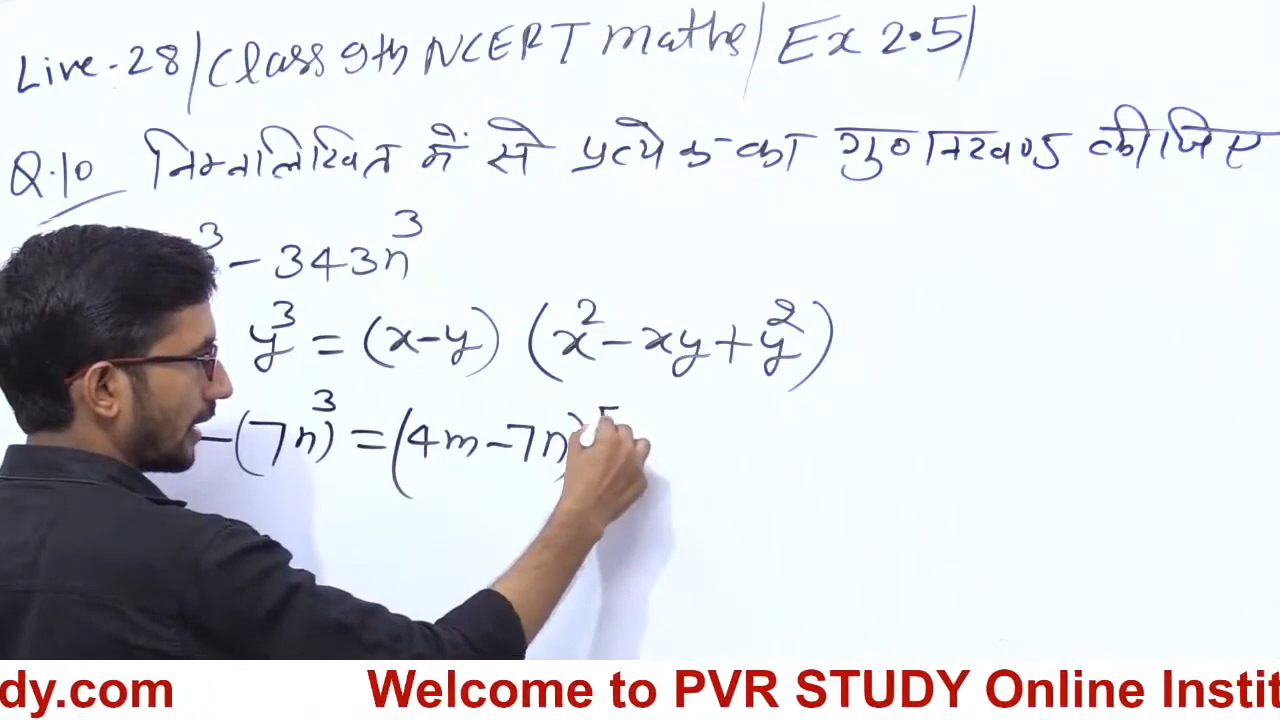 Live-28/Class 9th NCERT maths/Ex 2.5/
Q.10 निम्नालिखित में से प्रत्येक का गुणनखण्ड कीजिए
3 - 343n³
y³ = (x-y) (x²-xy+y²)
-(7n)³ = (4m-7n)
dy.com Welcome to PVR STUDY Online Instit